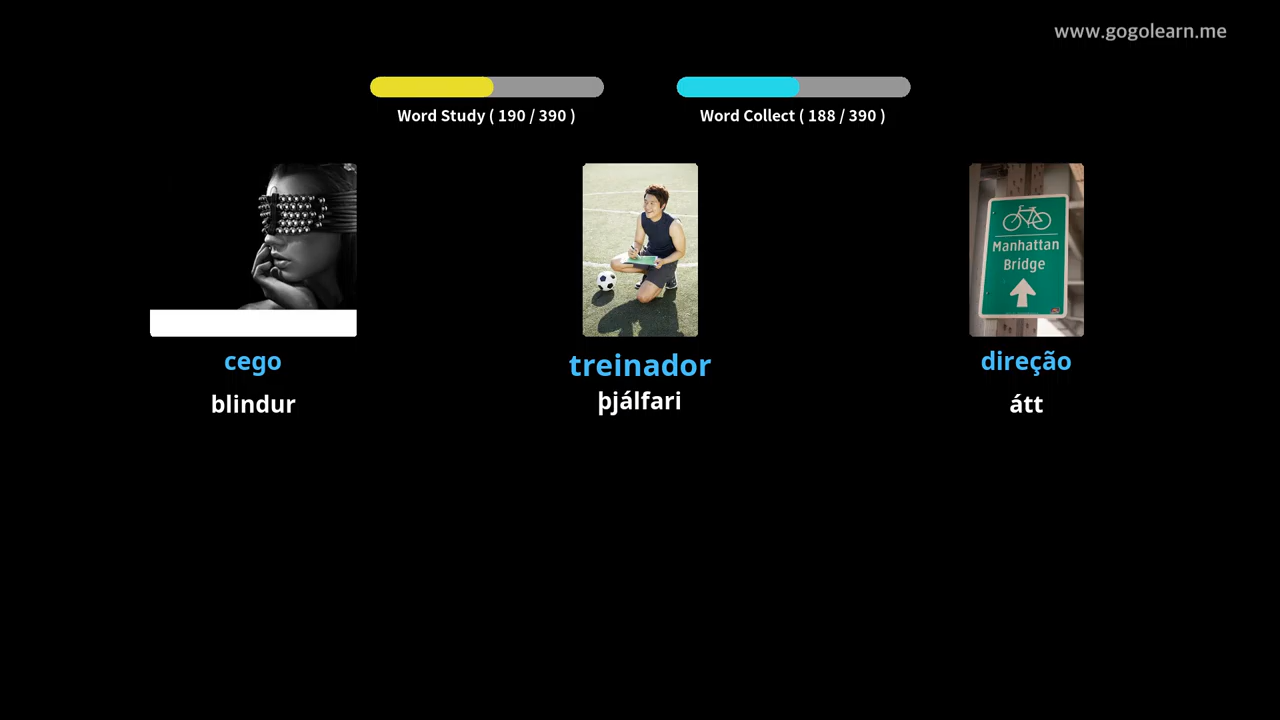 www.gogolearn.me
Word Study ( 190 / 390 )
Word Collect ( 188 / 390 )
Manhattan
Bridge
cego
treinador
direção
blindur
þjálfari
átt